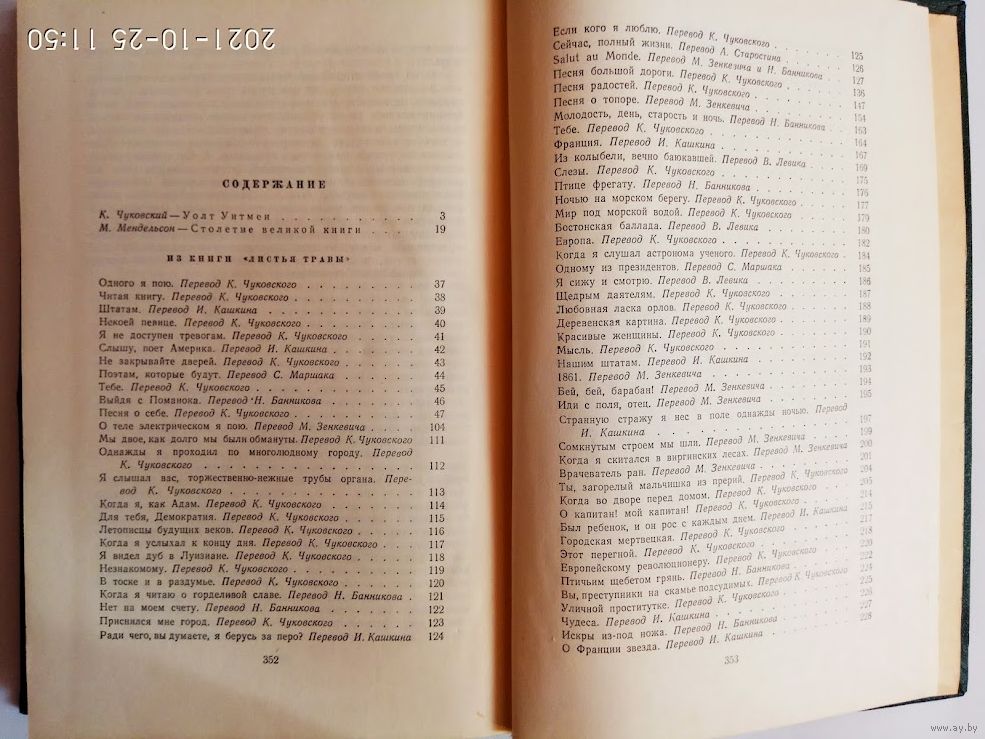 2021-10-25 11:50
СОДЕРЖАНИЕ
К. Чуковский — Уолт Уитмен . . . . . . . . . . . 3
М. Мендельсон — Столетие великой книги . . . 19
ИЗ КНИГИ «ЛИСТЬЯ ТРАВЫ»
Одного я пою. Перевод К. Чуковского . . . . . . . . . 37
Читая книгу. Перевод К. Чуковского . . . . . . . . . 38
Штатам. Перевод И. Кашкина . . . . . . . . . . . 39
Некоей певице. Перевод К. Чуковского . . . . . . . . 40
Я не доступен тревогам. Перевод К. Чуковского . . . . . 41
Слышу, поет Америка. Перевод И. Кашкина . . . . . . . 42
Не закрывайте дверей. Перевод К. Чуковского . . . . . . 43
Поэтам, которые будут. Перевод С. Маршака . . . . . . 44
Тебе. Перевод К. Чуковского . . . . . . . . . . . 45
Выйдя с Поманока. Перевод Н. Банникова . . . . . . . 46
Песня о себе. Перевод К. Чуковского . . . . . . . . . 47
О теле электрическом я пою. Перевод М. Зенкевича . . . 104
Мы двое, как долго мы были обмануты. Перевод К. Чуковского 111
Однажды я проходил по многолюдному городу. Перевод
К. Чуковского . . . . . . . . . . . . . . . . 112
Я слышал вас, торжественно-нежные трубы органа. Пере-
вод К. Чуковского . . . . . . . . . . . . . . 113
Когда я, как Адам. Перевод К. Чуковского . . . . . . . 114
Для тебя, Демократия. Перевод К. Чуковского . . . . . . 115
Летописцы будущих веков. Перевод К. Чуковского . . . . . 116
Когда я услыхал к концу дня. Перевод К. Чуковского . . . 117
Я видел дуб в Луизиане. Перевод К. Чуковского . . . . . 118
Незнакомому. Перевод К. Чуковского . . . . . . . . . 119
В тоске и в раздумье. Перевод К. Чуковского . . . . . . 120
Когда я читаю о горделивой славе. Перевод Н. Банникова . 121
Нет на моем счету. Перевод Н. Банникова . . . . . . . 122
Приснился мне город. Перевод К. Чуковского . . . . . . 123
Ради чего, вы думаете, я берусь за перо? Перевод И. Кашкина 124
352
Если кого я люблю. Перевод К. Чуковского . . . . . . . 125
Сейчас, полный жизни. Перевод А. Старостина . . . . . . 126
Salut au Monde. Перевод М. Зенкевича и Н. Банникова . . 127
Песня большой дороги. Перевод К. Чуковского . . . . . . 136
Песня радостей. Перевод К. Чуковского . . . . . . . . 147
Песня о топоре. Перевод М. Зенкевича . . . . . . . . 154
Молодость, день, старость и ночь. Перевод Н. Банникова . 163
Тебе. Перевод К. Чуковского . . . . . . . . . . . 164
Франция. Перевод И. Кашкина . . . . . . . . . . . 167
Из колыбели, вечно баюкавшей. Перевод В. Левика . . . . 169
Слезы. Перевод К. Чуковского . . . . . . . . . . . 175
Птице фрегату. Перевод Н. Банникова . . . . . . . . . 176
Ночью на морском берегу. Перевод К. Чуковского . . . . . 177
Мир под морской водой. Перевод К. Чуковского . . . . . 179
Бостонская баллада. Перевод В. Левика . . . . . . . . 180
Европа. Перевод К. Чуковского . . . . . . . . . . . 182
Когда я слушал астронома ученого. Перевод К. Чуковского . 184
Одному из президентов. Перевод С. Маршака . . . . . . 185
Я сижу и смотрю. Перевод В. Левика . . . . . . . . . 186
Щедрым даятелям. Перевод К. Чуковского . . . . . . . 187
Любовная ласка орлов. Перевод К. Чуковского . . . . . . 188
Деревенская картина. Перевод К. Чуковского . . . . . . 189
Красивые женщины. Перевод К. Чуковского . . . . . . . 190
Мысль. Перевод К. Чуковского . . . . . . . . . . . 191
Нашим штатам. Перевод И. Кашкина . . . . . . . . . 192
1861. Перевод М. Зенкевича . . . . . . . . . . . . 193
Бей, бей, барабан! Перевод М. Зенкевича . . . . . . . 194
Иди с поля, отец. Перевод М. Зенкевича . . . . . . . . 195
Странную стражу я нес в поле однажды ночью. Перевод
И. Кашкина . . . . . . . . . . . . . . . . . 197
Сомкнутым строем мы шли. Перевод М. Зенкевича . . . . 199
Когда я скитался в виргинских лесах. Перевод М. Зенкевича 200
Врачеватель ран. Перевод М. Зенкевича . . . . . . . . 201
Ты, загорелый мальчишка из прерий. Перевод К. Чуковского 204
Когда во дворе перед домом. Перевод К. Чуковского . . . 205
О капитан! мой капитан! Перевод К. Чуковского . . . . . 214
Был ребенок, и он рос с каждым днем. Перевод И. Кашкина 215
Городская мертвецкая. Перевод К. Чуковского . . . . . . 217
Этот перегной. Перевод К. Чуковского . . . . . . . . 218
Европейскому революционеру. Перевод К. Чуковского . . . 220
Птичьим щебетом грянь. Перевод Н. Банникова . . . . . 222
Вы, преступники на скамье подсудимых. Перевод К. Чуковского 224
Уличной проститутке. Перевод К. Чуковского . . . . . . 225
Чудеса. Перевод И. Кашкина . . . . . . . . . . . . 226
Искры из-под ножа. Перевод Н. Банникова . . . . . . . 227
О Франции звезда. Перевод И. Кашкина . . . . . . . . 228
353
www.ay.by